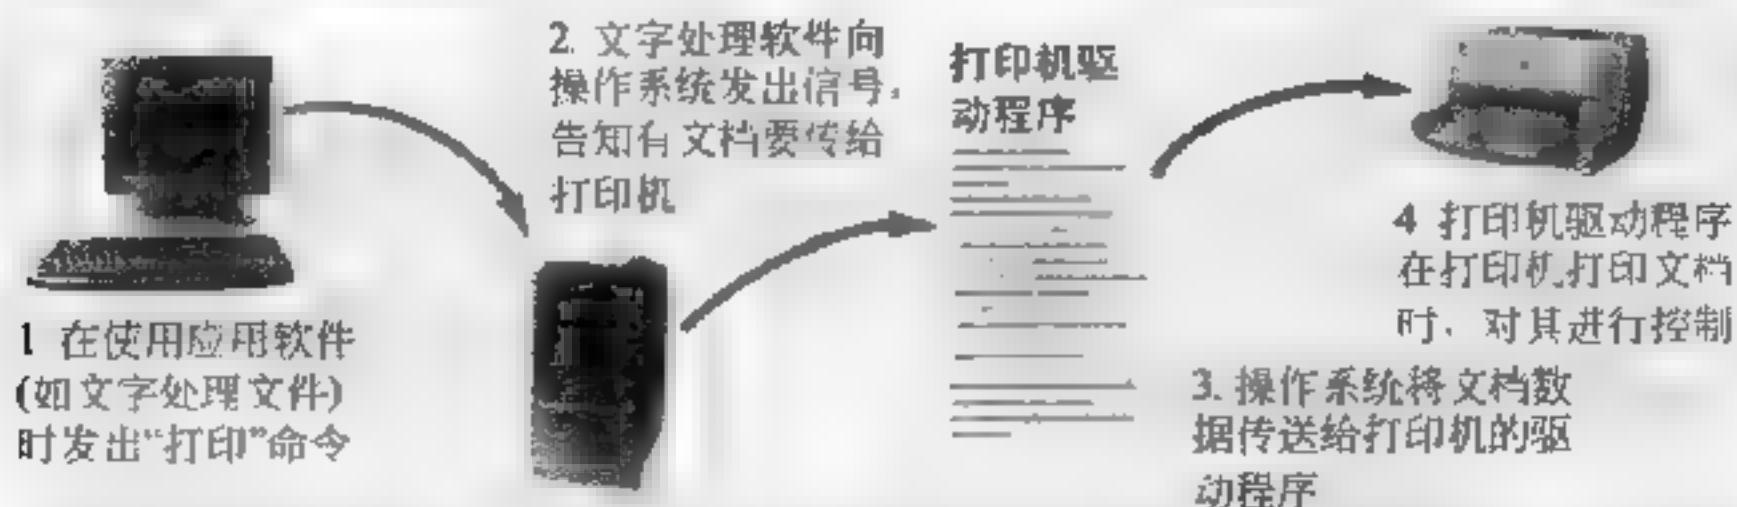 1 在使用应用软件
(如文字处理文件)
时发出“打印”命令
2. 文字处理软件向
操作系统发出信号,
告知有文档要传给
打印机
打印机驱
动程序
3. 操作系统将文档数
据传送给打印机的驱
动程序
4 打印机驱动程序
在打印机打印文档
时，对其进行控制